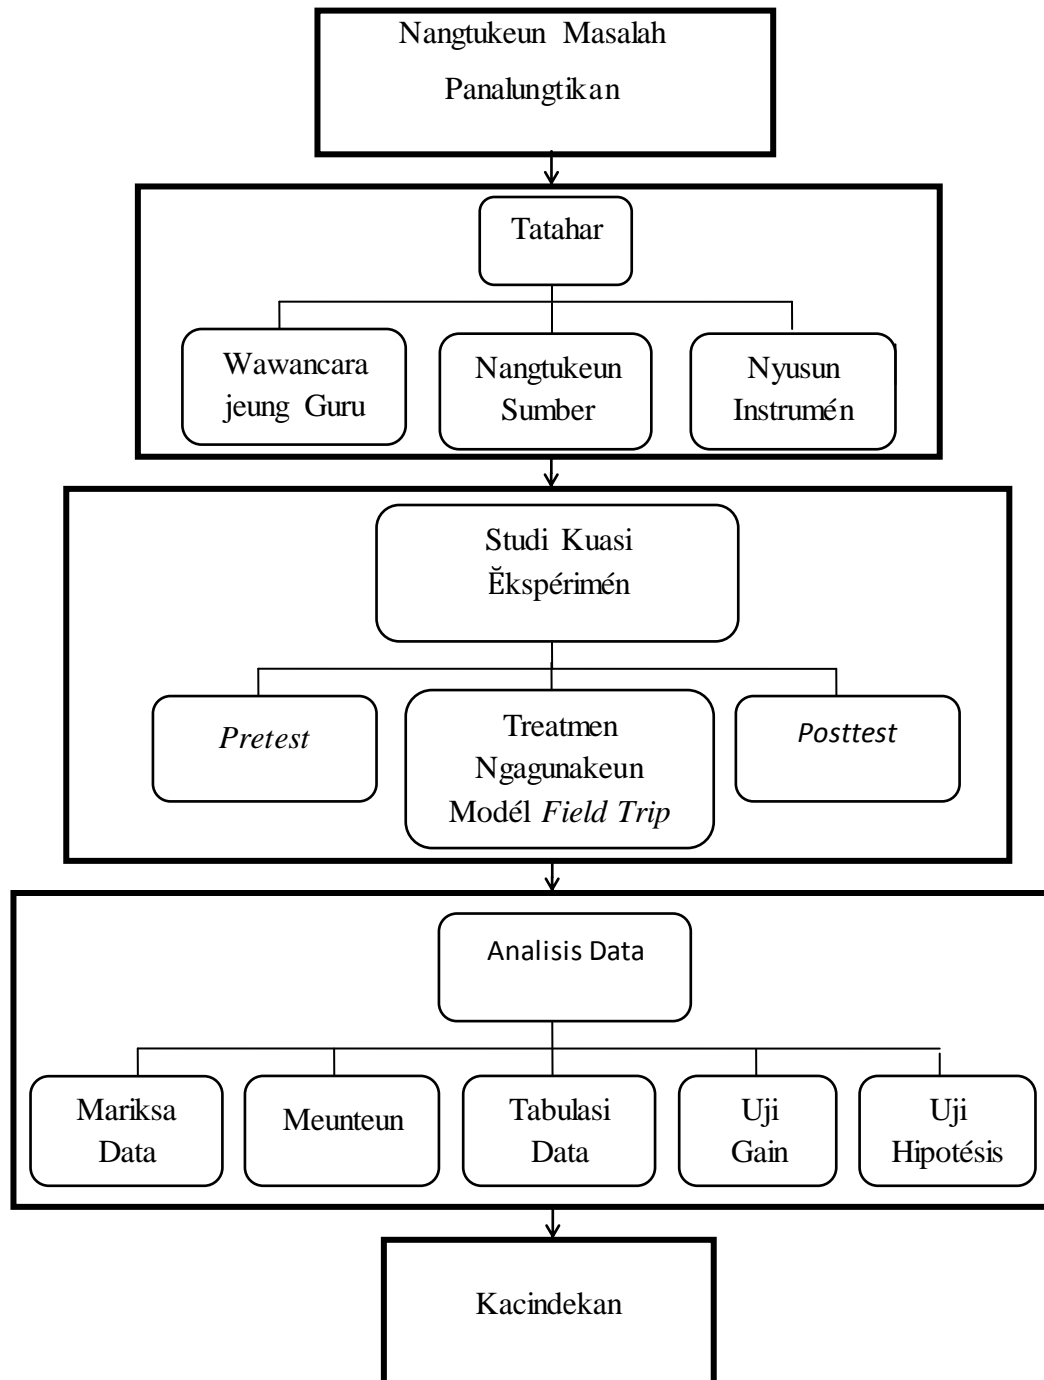 Nangtukeun Masalah
Panalungtikan
Tatahar
Wawancara
jeung Guru
Nangtukeun
Sumber
Nyusun
Instrumén
Studi Kuasi
Ĕkspérimén
Pretest
Treatmen
Ngagunakeun
Modél Field Trip
Posttest
Analisis Data
Mariksa
Data
Meunteun
Tabulasi
Data
Uji
Gain
Uji
Hipotésis
Kacindekan